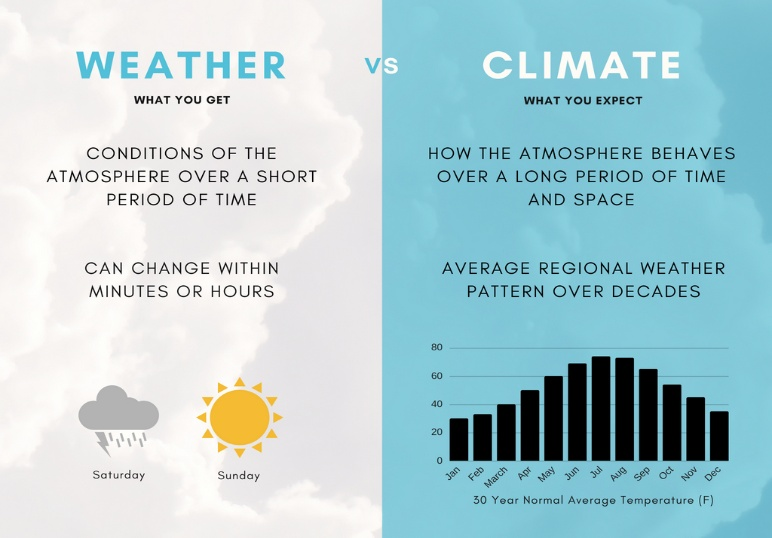 WEATHER
WHAT YOU GET
CONDITIONS OF THE
ATMOSPHERE OVER A SHORT
PERIOD OF TIME
CAN CHANGE WITHIN
MINUTES OR HOURS
Saturday
Sunday
VS
CLIMATE
WHAT YOU EXPECT
HOW THE ATMOSPHERE BEHAVES
OVER A LONG PERIOD OF TIME
AND SPACE
AVERAGE REGIONAL WEATHER
PATTERN OVER DECADES
80
60
40
20
0
Jan Feb March Apr May Jun Jul Aug Sep Oct Nov Dec
30 Year Normal Average Temperature (F)